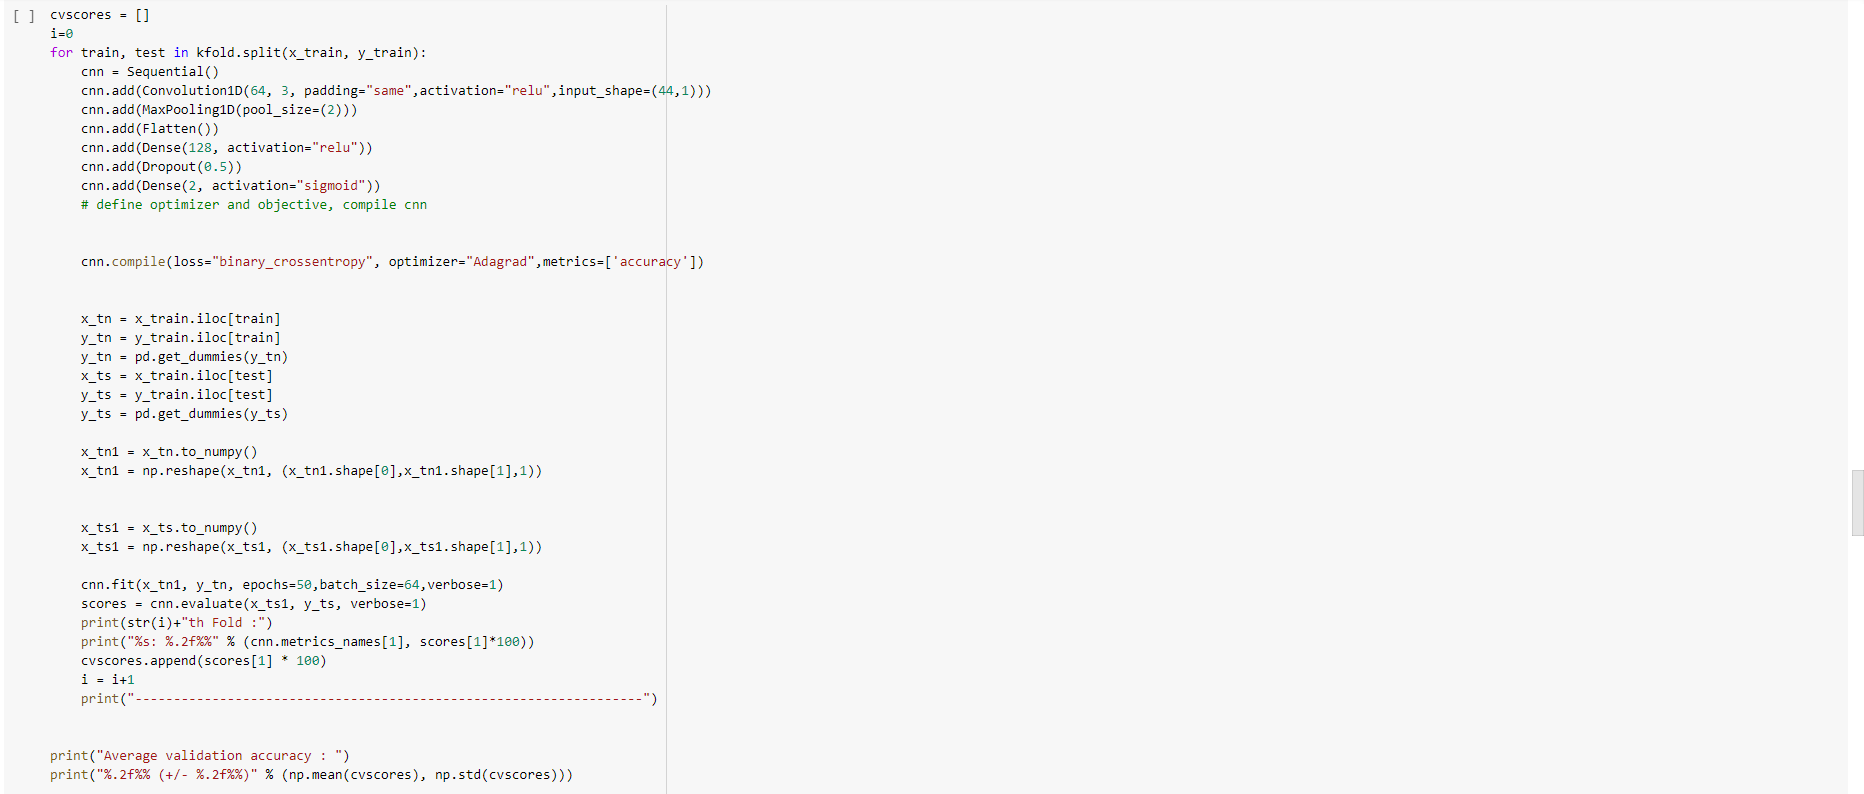 [ ] cvscores = []
i=0
for train, test in kfold.split(x_train, y_train):
    cnn = Sequential()
    cnn.add(Convolution1D(64, 3, padding="same",activation="relu",input_shape=(44,1)))
    cnn.add(MaxPooling1D(pool_size=(2)))
    cnn.add(Flatten())
    cnn.add(Dense(128, activation="relu"))
    cnn.add(Dropout(0.5))
    cnn.add(Dense(2, activation="sigmoid"))
    # define optimizer and objective, compile cnn
    cnn.compile(loss="binary_crossentropy", optimizer="Adagrad",metrics=['accuracy'])
    x_tn = x_train.iloc[train]
    y_tn = y_train.iloc[train]
    y_tn = pd.get_dummies(y_tn)
    x_ts = x_train.iloc[test]
    y_ts = y_train.iloc[test]
    y_ts = pd.get_dummies(y_ts)
    x_tn1 = x_tn.to_numpy()
    x_tn1 = np.reshape(x_tn1, (x_tn1.shape[0],x_tn1.shape[1],1))
    x_ts1 = x_ts.to_numpy()
    x_ts1 = np.reshape(x_ts1, (x_ts1.shape[0],x_ts1.shape[1],1))
    cnn.fit(x_tn1, y_tn, epochs=50,batch_size=64,verbose=1)
    scores = cnn.evaluate(x_ts1, y_ts, verbose=1)
    print(str(i)+"th Fold :")
    print("%s: %.2f%%" % (cnn.metrics_names[1], scores[1]*100))
    cvscores.append(scores[1] * 100)
    i = i+1
    print("------------------------------------------------------------------")
print("Average validation accuracy : ")
print("%.2f%% (+/- %.2f%%)" % (np.mean(cvscores), np.std(cvscores)))